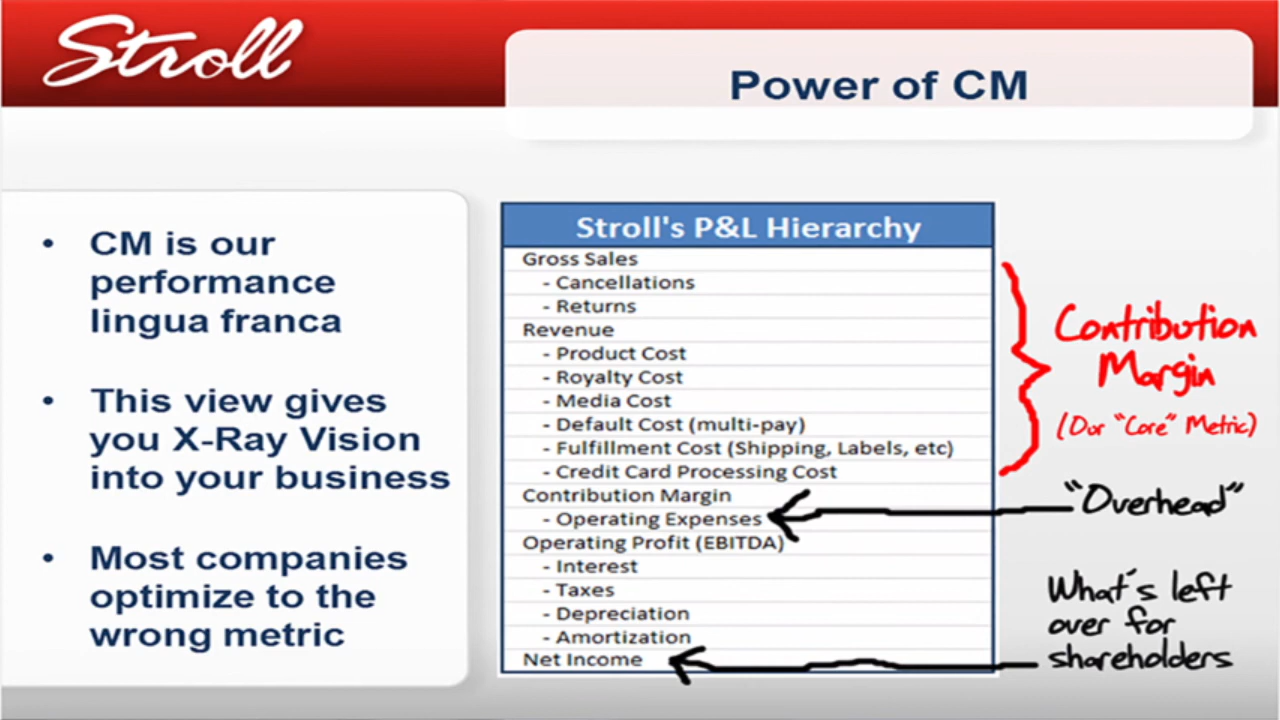 Stroll
Power of CM
• CM is our
performance
lingua franca
• This view gives
you X-Ray Vision
into your business
• Most companies
optimize to the
wrong metric
Stroll's P&L Hierarchy
Gross Sales
- Cancellations
- Returns
Revenue
- Product Cost
- Royalty Cost
- Media Cost
- Default Cost (multi-pay)
- Fulfillment Cost (Shipping, Labels, etc)
- Credit Card Processing Cost
Contribution Margin
- Operating Expenses
Operating Profit (EBITDA)
- Interest
- Taxes
- Depreciation
- Amortization
Net Income
Contribution
Margin
(Our "Core" Metric)
"Overhead"
What's left
over for
shareholders